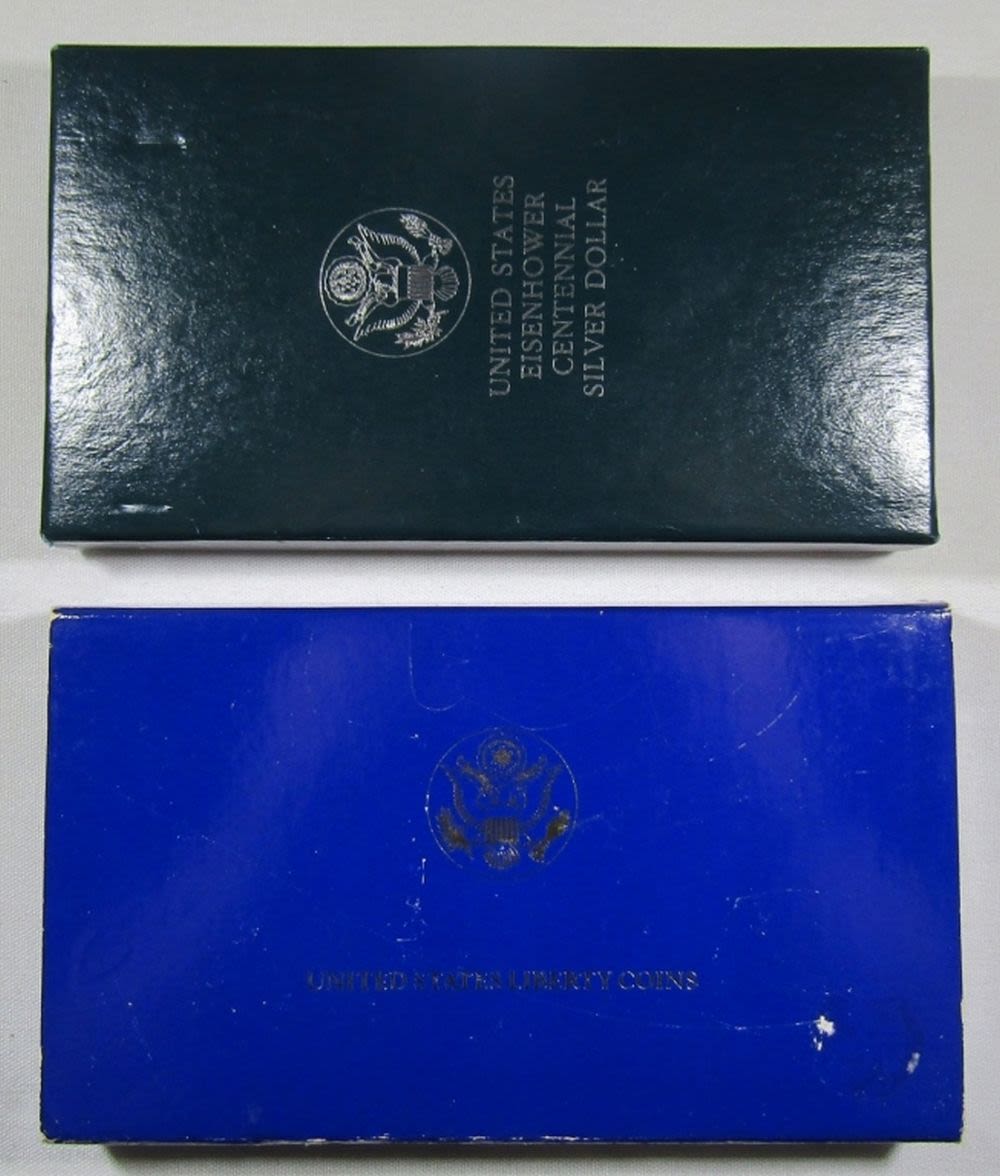 UNITED STATES
EISENHOWER
CENTENNIAL
SILVER DOLLAR
UNITED STATES LIBERTY COINS